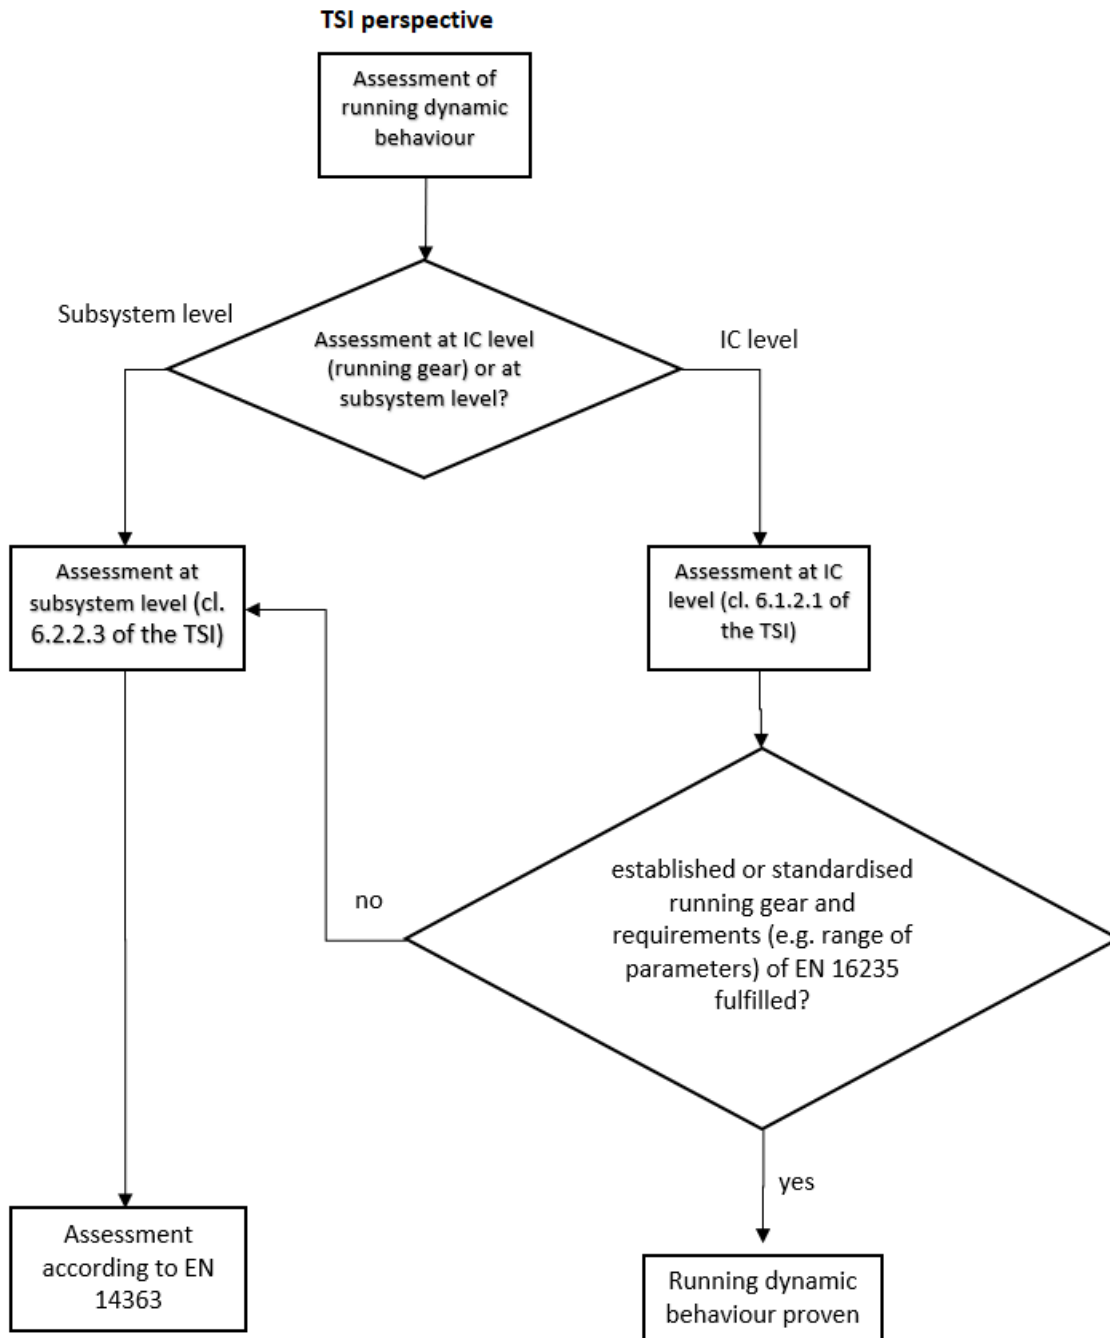 TSI perspective
Assessment of
running dynamic
behaviour
Subsystem level
Assessment at IC level
(running gear) or at
subsystem level?
IC level
Assessment at
subsystem level (cl.
6.2.2.3 of the TSI)
Assessment at IC
level (cl. 6.1.2.1 of
the TSI)
no
established or standardised
running gear and
requirements (e.g. range of
parameters) of EN 16235
fulfilled?
yes
Assessment
according to EN
14363
Running dynamic
behaviour proven